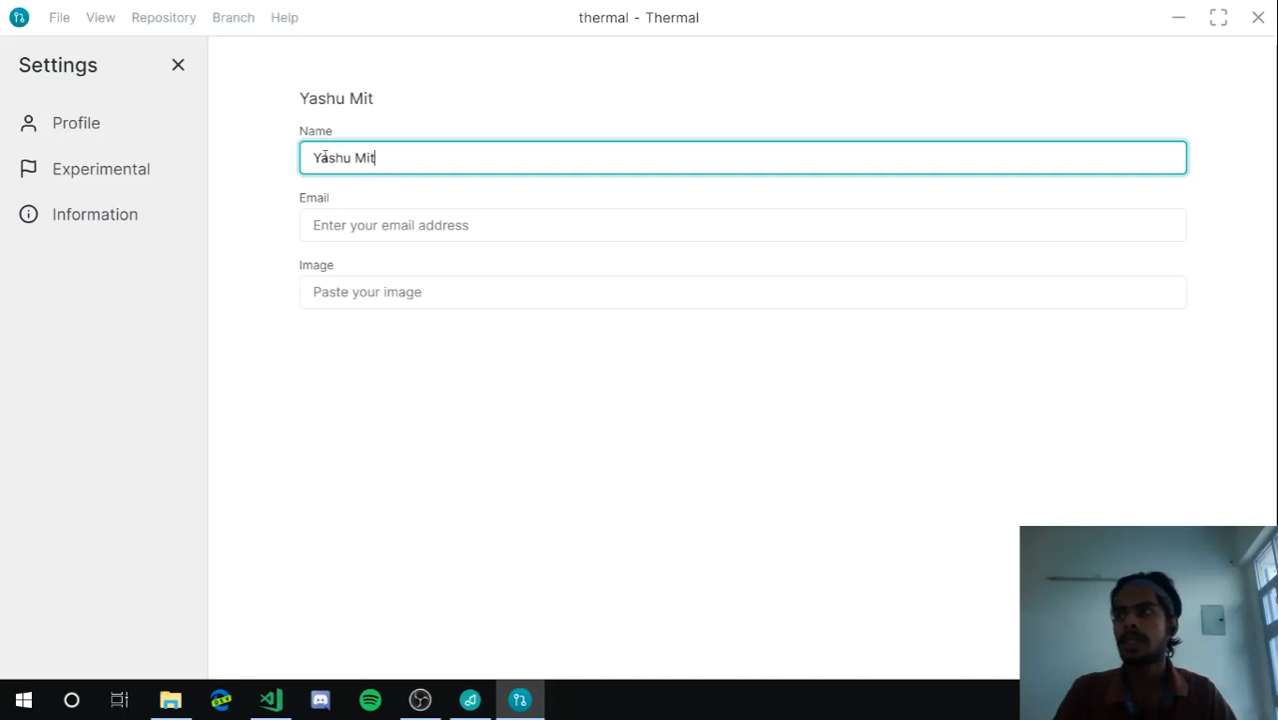 File View Repository Branch Help thermal - Thermal
Settings
Profile
Experimental
Information
Yashu Mit
Name
Yashu Mit
Email
Enter your email address
Image
Paste your image
DEV